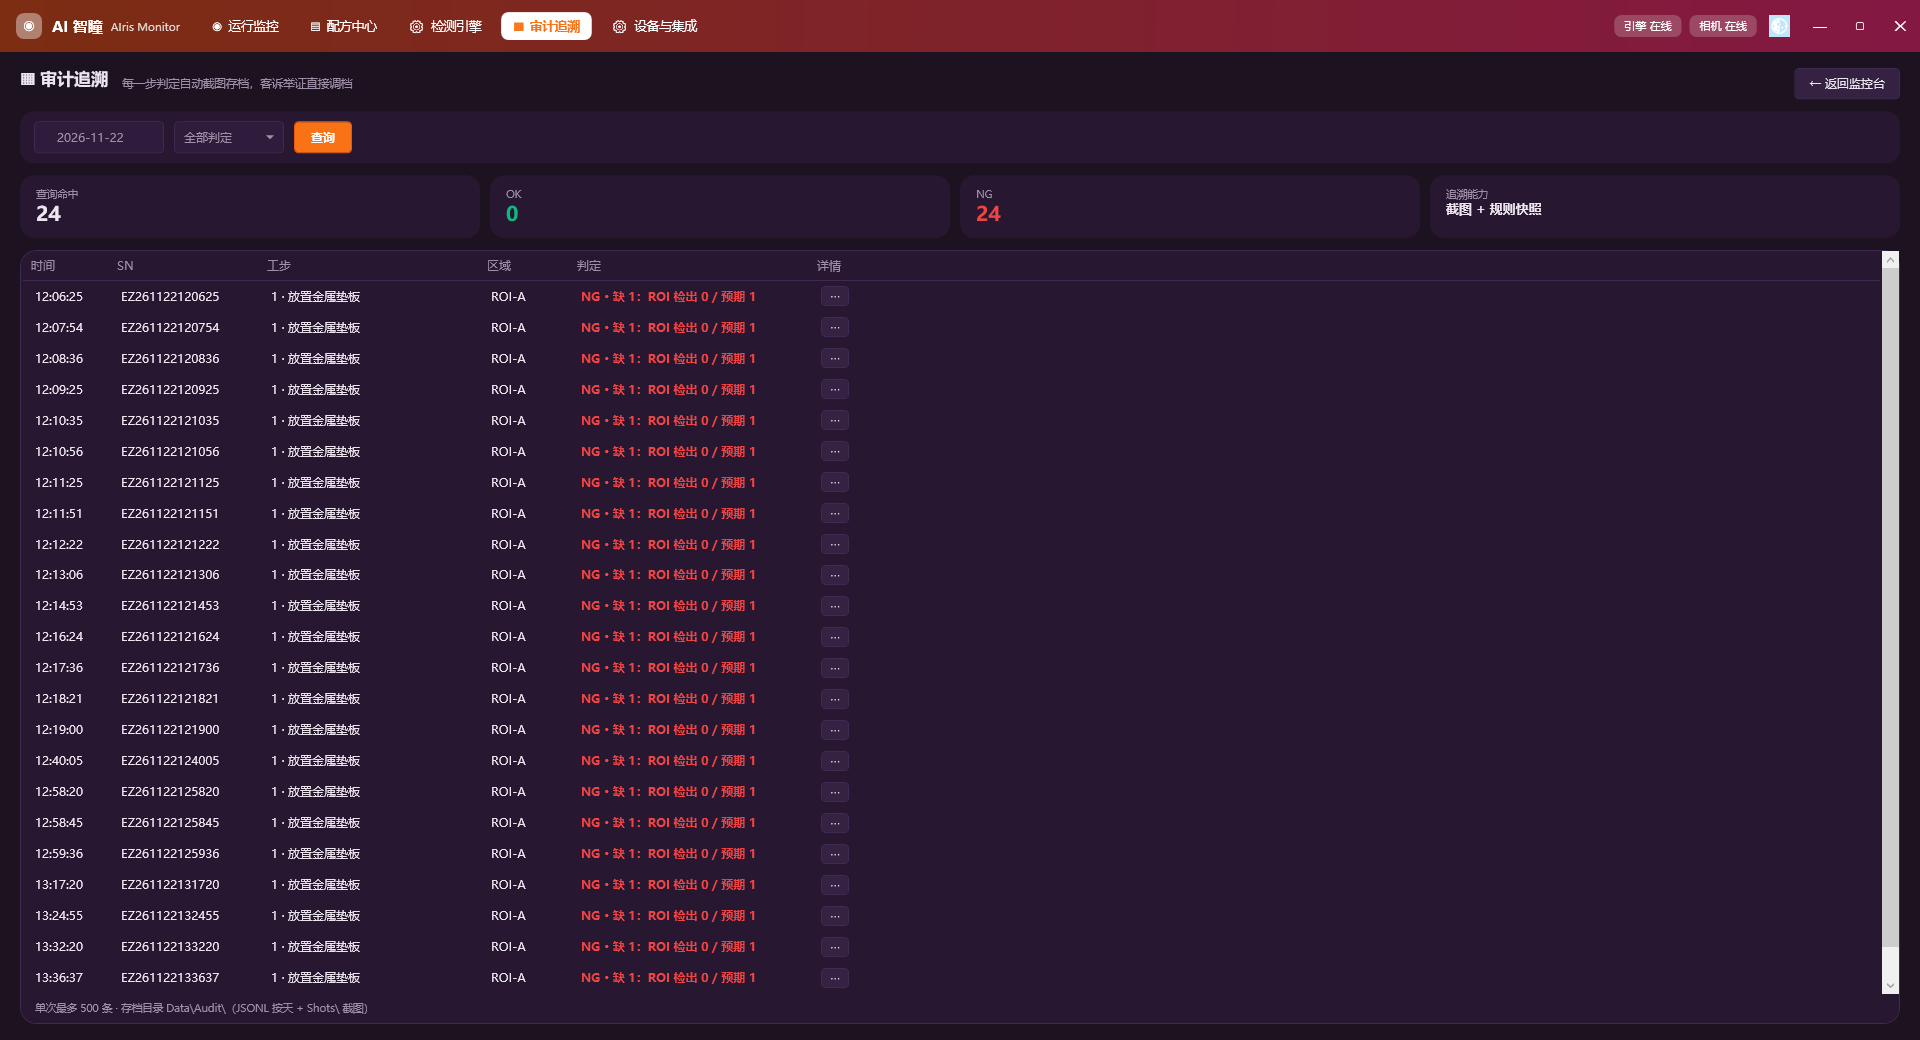 AI 智瞳 AIris Monitor 运行监控 配方中心 检测引擎 审计追溯 设备与集成 引擎 在线 相机 在线
审计追溯 每一步判定自动截图存档，客诉举证直接调档 ← 返回监控台
2026-11-22 全部判定 查询
查询命中 OK NG 追溯能力
24 0 24 截图 + 规则快照
时间 SN 工步 区域 判定 详情
12:06:25 EZ261122120625 1 · 放置金属垫板 ROI-A NG · 缺 1：ROI 检出 0 / 预期 1 ...
12:07:54 EZ261122120754 1 · 放置金属垫板 ROI-A NG · 缺 1：ROI 检出 0 / 预期 1 ...
12:08:36 EZ261122120836 1 · 放置金属垫板 ROI-A NG · 缺 1：ROI 检出 0 / 预期 1 ...
12:09:25 EZ261122120925 1 · 放置金属垫板 ROI-A NG · 缺 1：ROI 检出 0 / 预期 1 ...
12:10:35 EZ261122121035 1 · 放置金属垫板 ROI-A NG · 缺 1：ROI 检出 0 / 预期 1 ...
12:10:56 EZ261122121056 1 · 放置金属垫板 ROI-A NG · 缺 1：ROI 检出 0 / 预期 1 ...
12:11:25 EZ261122121125 1 · 放置金属垫板 ROI-A NG · 缺 1：ROI 检出 0 / 预期 1 ...
12:11:51 EZ261122121151 1 · 放置金属垫板 ROI-A NG · 缺 1：ROI 检出 0 / 预期 1 ...
12:12:22 EZ261122121222 1 · 放置金属垫板 ROI-A NG · 缺 1：ROI 检出 0 / 预期 1 ...
12:13:06 EZ261122121306 1 · 放置金属垫板 ROI-A NG · 缺 1：ROI 检出 0 / 预期 1 ...
12:14:53 EZ261122121453 1 · 放置金属垫板 ROI-A NG · 缺 1：ROI 检出 0 / 预期 1 ...
12:16:24 EZ261122121624 1 · 放置金属垫板 ROI-A NG · 缺 1：ROI 检出 0 / 预期 1 ...
12:17:36 EZ261122121736 1 · 放置金属垫板 ROI-A NG · 缺 1：ROI 检出 0 / 预期 1 ...
12:18:21 EZ261122121821 1 · 放置金属垫板 ROI-A NG · 缺 1：ROI 检出 0 / 预期 1 ...
12:19:00 EZ261122121900 1 · 放置金属垫板 ROI-A NG · 缺 1：ROI 检出 0 / 预期 1 ...
12:40:05 EZ261122124005 1 · 放置金属垫板 ROI-A NG · 缺 1：ROI 检出 0 / 预期 1 ...
12:58:20 EZ261122125820 1 · 放置金属垫板 ROI-A NG · 缺 1：ROI 检出 0 / 预期 1 ...
12:58:45 EZ261122125845 1 · 放置金属垫板 ROI-A NG · 缺 1：ROI 检出 0 / 预期 1 ...
12:59:36 EZ261122125936 1 · 放置金属垫板 ROI-A NG · 缺 1：ROI 检出 0 / 预期 1 ...
13:17:20 EZ261122131720 1 · 放置金属垫板 ROI-A NG · 缺 1：ROI 检出 0 / 预期 1 ...
13:24:55 EZ261122132455 1 · 放置金属垫板 ROI-A NG · 缺 1：ROI 检出 0 / 预期 1 ...
13:32:20 EZ261122133220 1 · 放置金属垫板 ROI-A NG · 缺 1：ROI 检出 0 / 预期 1 ...
13:36:37 EZ261122133637 1 · 放置金属垫板 ROI-A NG · 缺 1：ROI 检出 0 / 预期 1 ...
单次最多 500 条 · 存档目录 Data\Audit\（JSONL 按天 + Shots\ 截图）